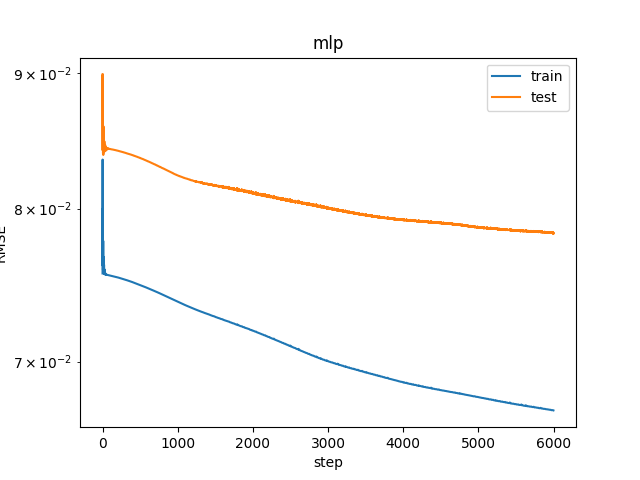 mlp
9 × 10⁻²
8 × 10⁻²
7 × 10⁻²
RMSE
train
test
0 1000 2000 3000 4000 5000 6000
step